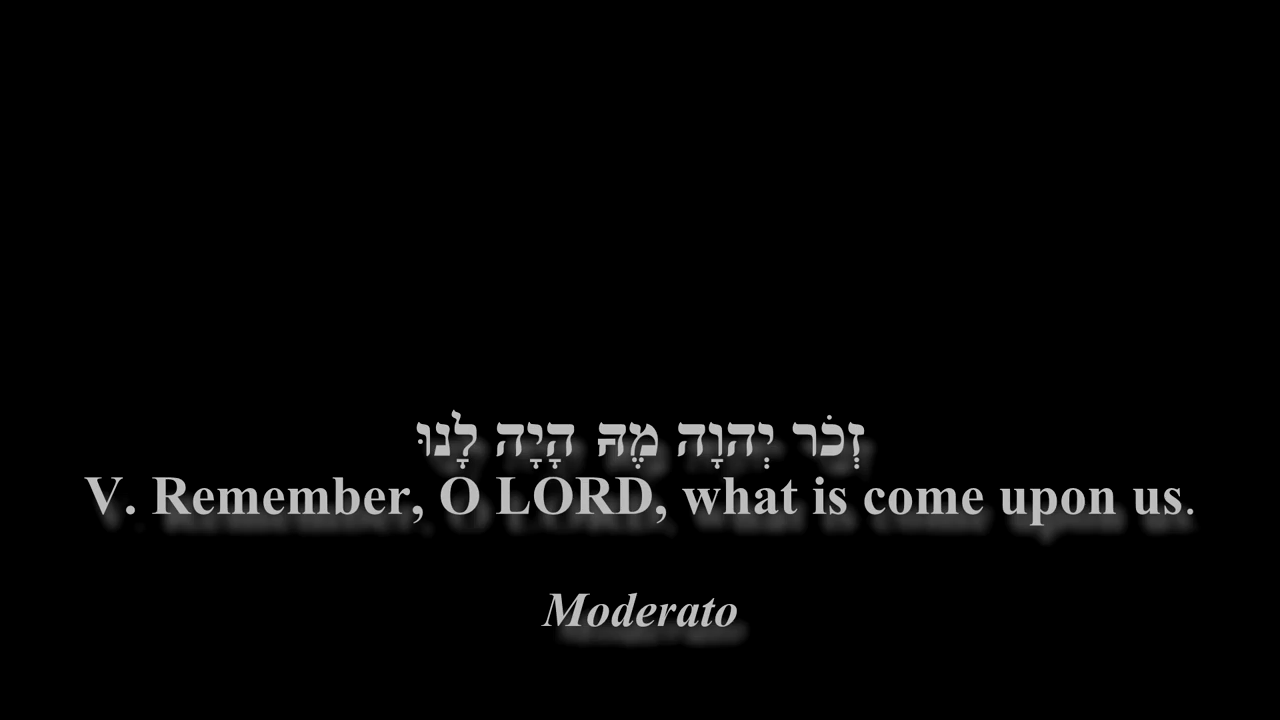 זְכֹר יְהוָה מֶה הָיָה לָנוּ
V. Remember, O LORD, what is come upon us.
Moderato